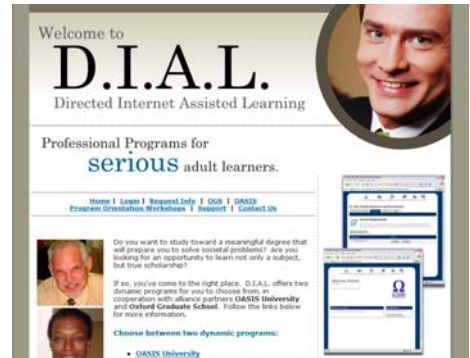 Welcome to
D.I.A.L.
Directed Internet Assisted Learning
Professional Programs for
serious adult learners.
Home | Login | Request Info | OGS | OASIS
Program Orientation Workshops | Support | Contact Us
Do you want to study toward a meaningful degree that
will prepare you to solve societal problems? Are you
looking for an opportunity to learn not only a subject,
but true scholarship?
If so, you've come to the right place. D.I.A.L. offers two
dynamic programs for you to choose from, in
cooperation with alliance partners OASIS University
and Oxford Graduate School. Follow the links below
for more information.
Choose between two dynamic programs:
• OASIS University